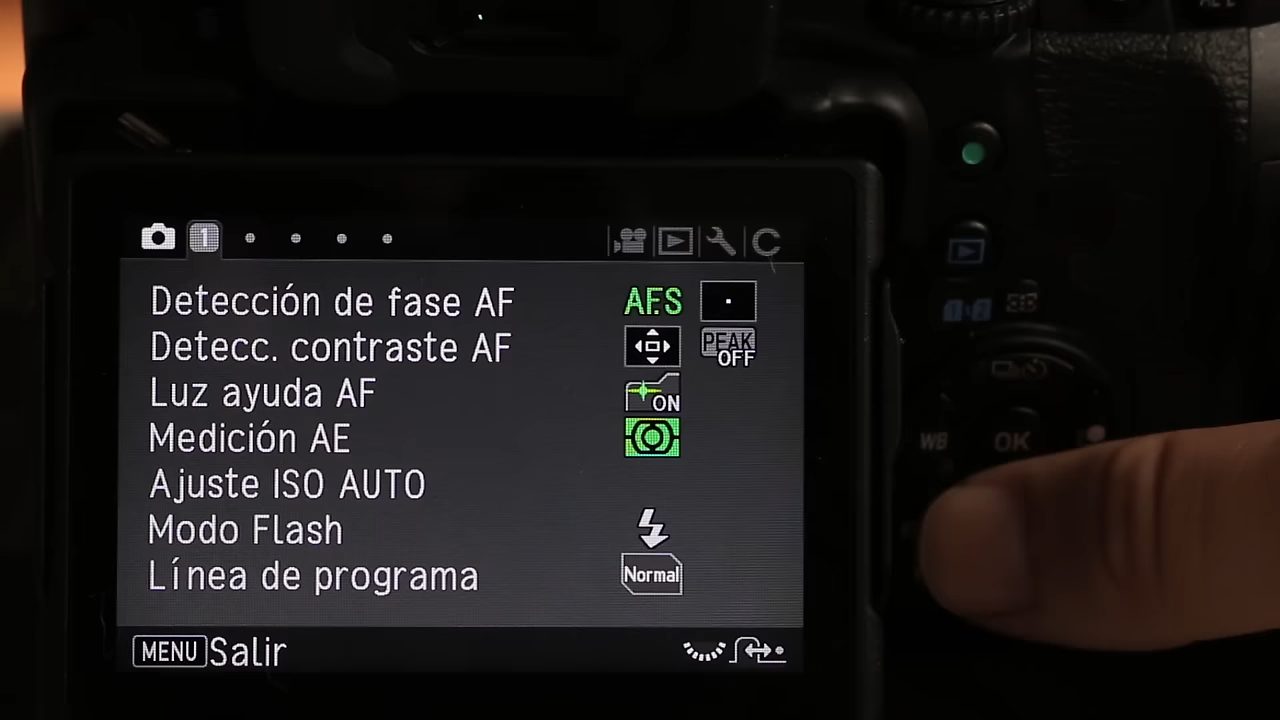 1
C
Detección de fase AF AF.S
Detecc. contraste AF PEAK OFF
Luz ayuda AF ON
Medición AE
Ajuste ISO AUTO
Modo Flash
Línea de programa Normal
MENU Salir
WB OK